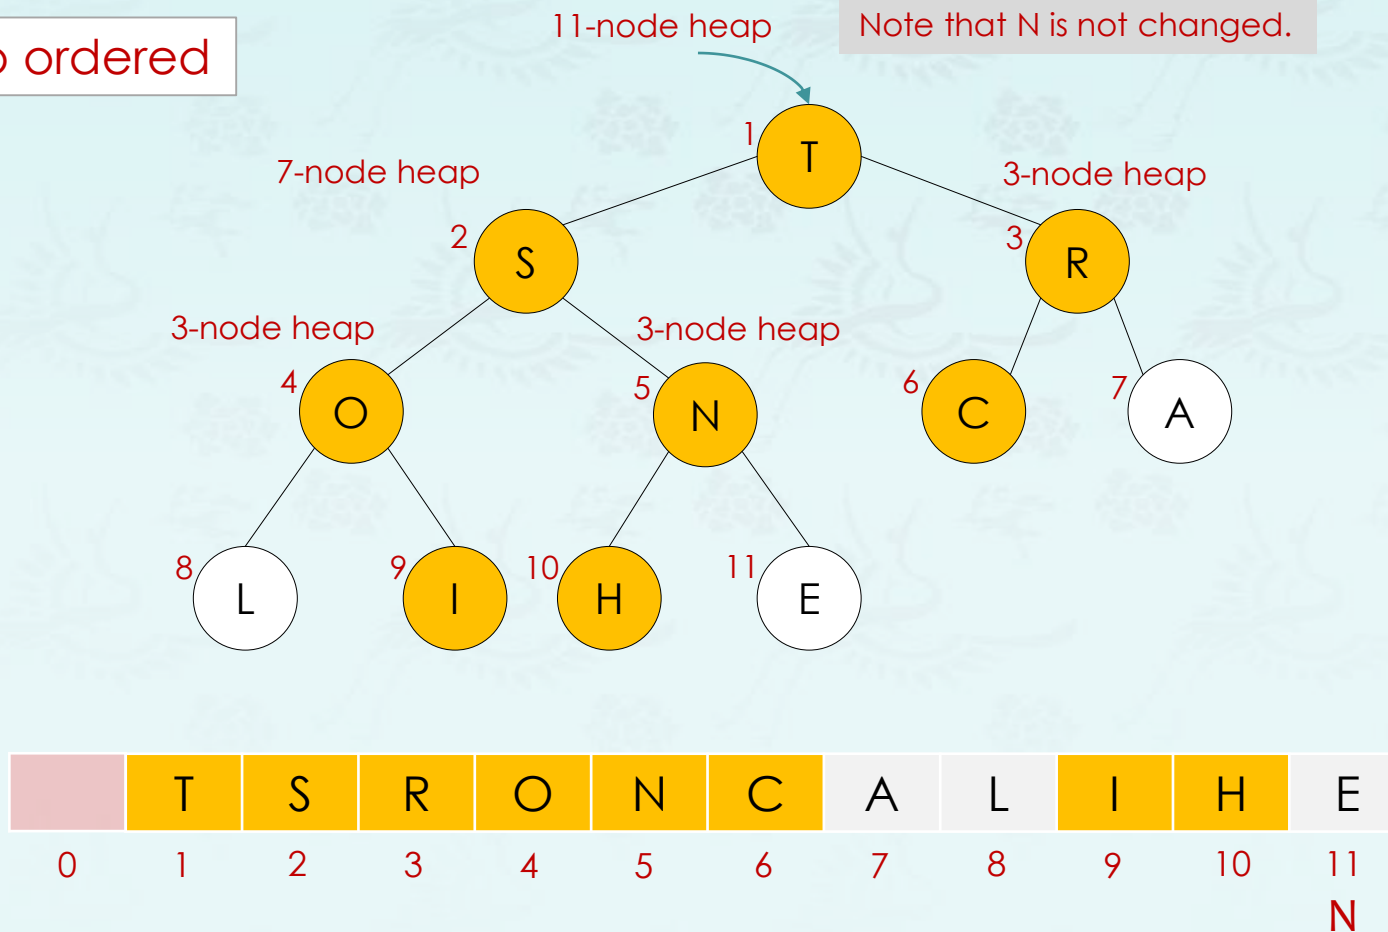 11-node heap
Note that N is not changed.
ordered
1
T
7-node heap
3-node heap
2
S
3
R
3-node heap
3-node heap
4
O
5
N
6
C
7
A
8
L
9
I
10
H
11
E
T S R O N C A L I H E
0 1 2 3 4 5 6 7 8 9 10 11
N